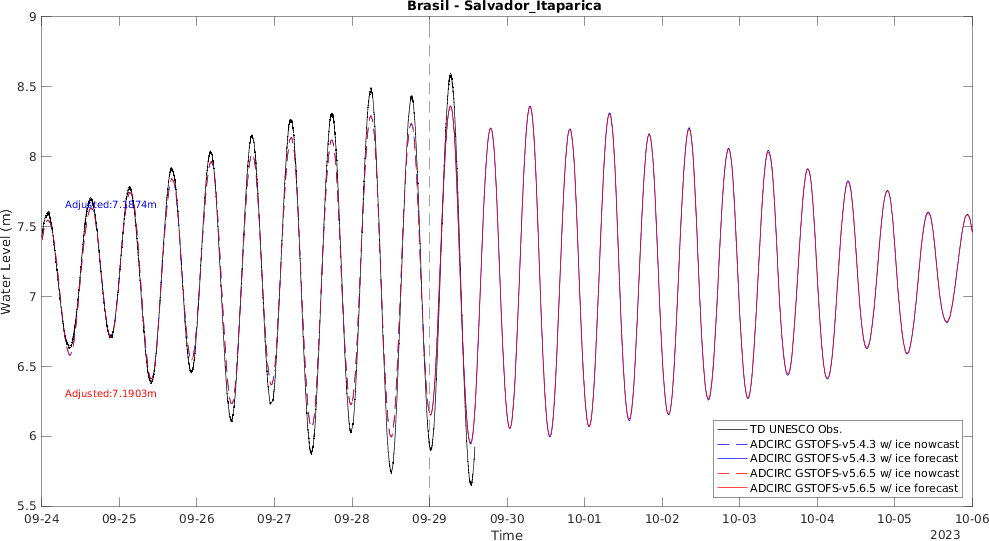 Brasil - Salvador_Itaparica
9
8.5
8
7.5
7
6.5
6
5.5
Water Level (m)
Adjusted:7.1874m
Adjusted:7.1903m
TD UNESCO Obs.
ADCIRC GSTOFS-v5.4.3 w/ ice nowcast
ADCIRC GSTOFS-v5.4.3 w/ ice forecast
ADCIRC GSTOFS-v5.6.5 w/ ice nowcast
ADCIRC GSTOFS-v5.6.5 w/ ice forecast
09-24 09-25 09-26 09-27 09-28 09-29 09-30 10-01 10-02 10-03 10-04 10-05 10-06
Time
2023